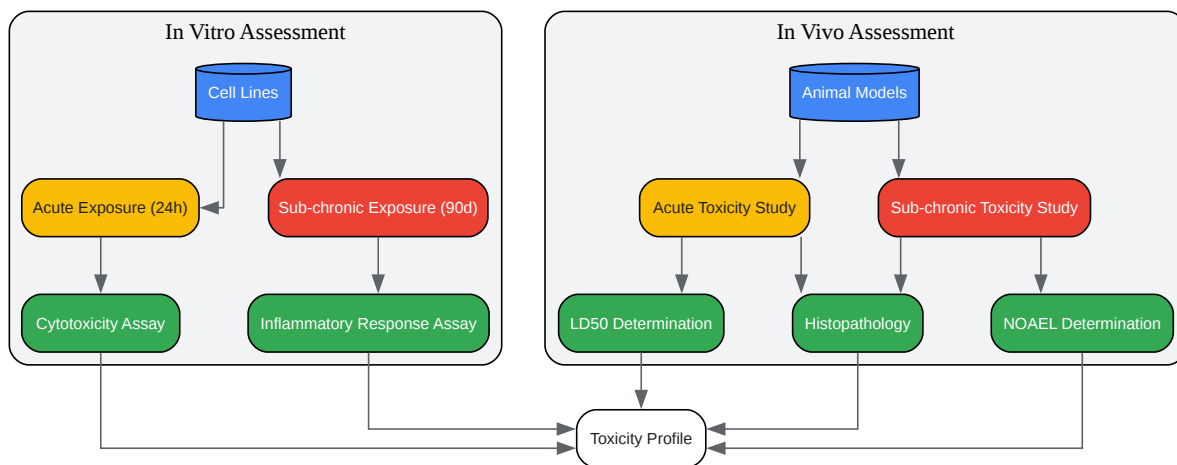 In Vitro Assessment
Cell Lines
Acute Exposure (24h)
Sub-chronic Exposure (90d)
Cytotoxicity Assay
Inflammatory Response Assay
In Vivo Assessment
Animal Models
Acute Toxicity Study
Sub-chronic Toxicity Study
LD50 Determination
Histopathology
NOAEL Determination
Toxicity Profile